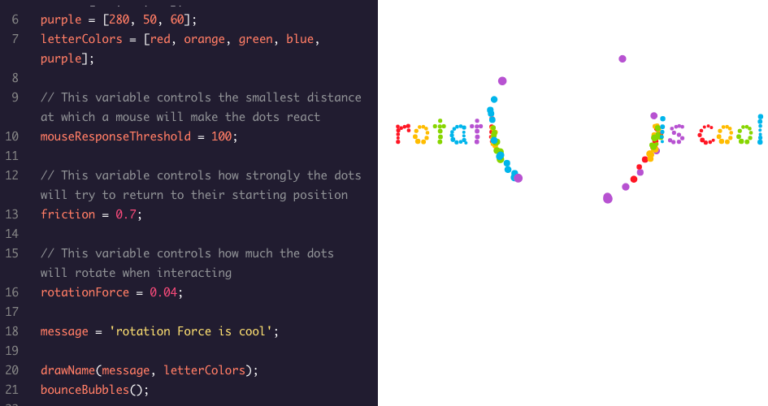 6 purple = [280, 50, 60];
7 letterColors = [red, orange, green, blue,
purple];
8
9 // This variable controls the smallest distance
at which a mouse will make the dots react
10 mouseResponseThreshold = 100;
11
12 // This variable controls how strongly the dots
will try to return to their starting position
13 friction = 0.7;
14
15 // This variable controls how much the dots
will rotate when interacting
16 rotationForce = 0.04;
17
18 message = 'rotation Force is cool';
19
20 drawName(message, letterColors);
21 bounceBubbles();
rotat is cool